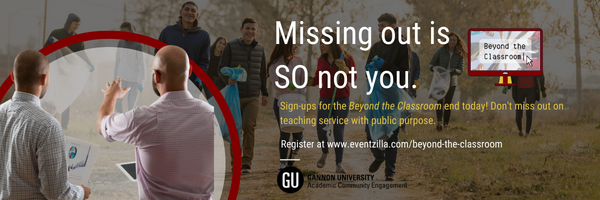 Missing out is
SO not you.
Beyond the
Classroom
Sign-ups for the Beyond the Classroom end today! Don't miss out on
teaching service with public purpose.
Register at www.eventzilla.com/beyond-the-classroom
GU
GANNON UNIVERSITY
Academic Community Engagement